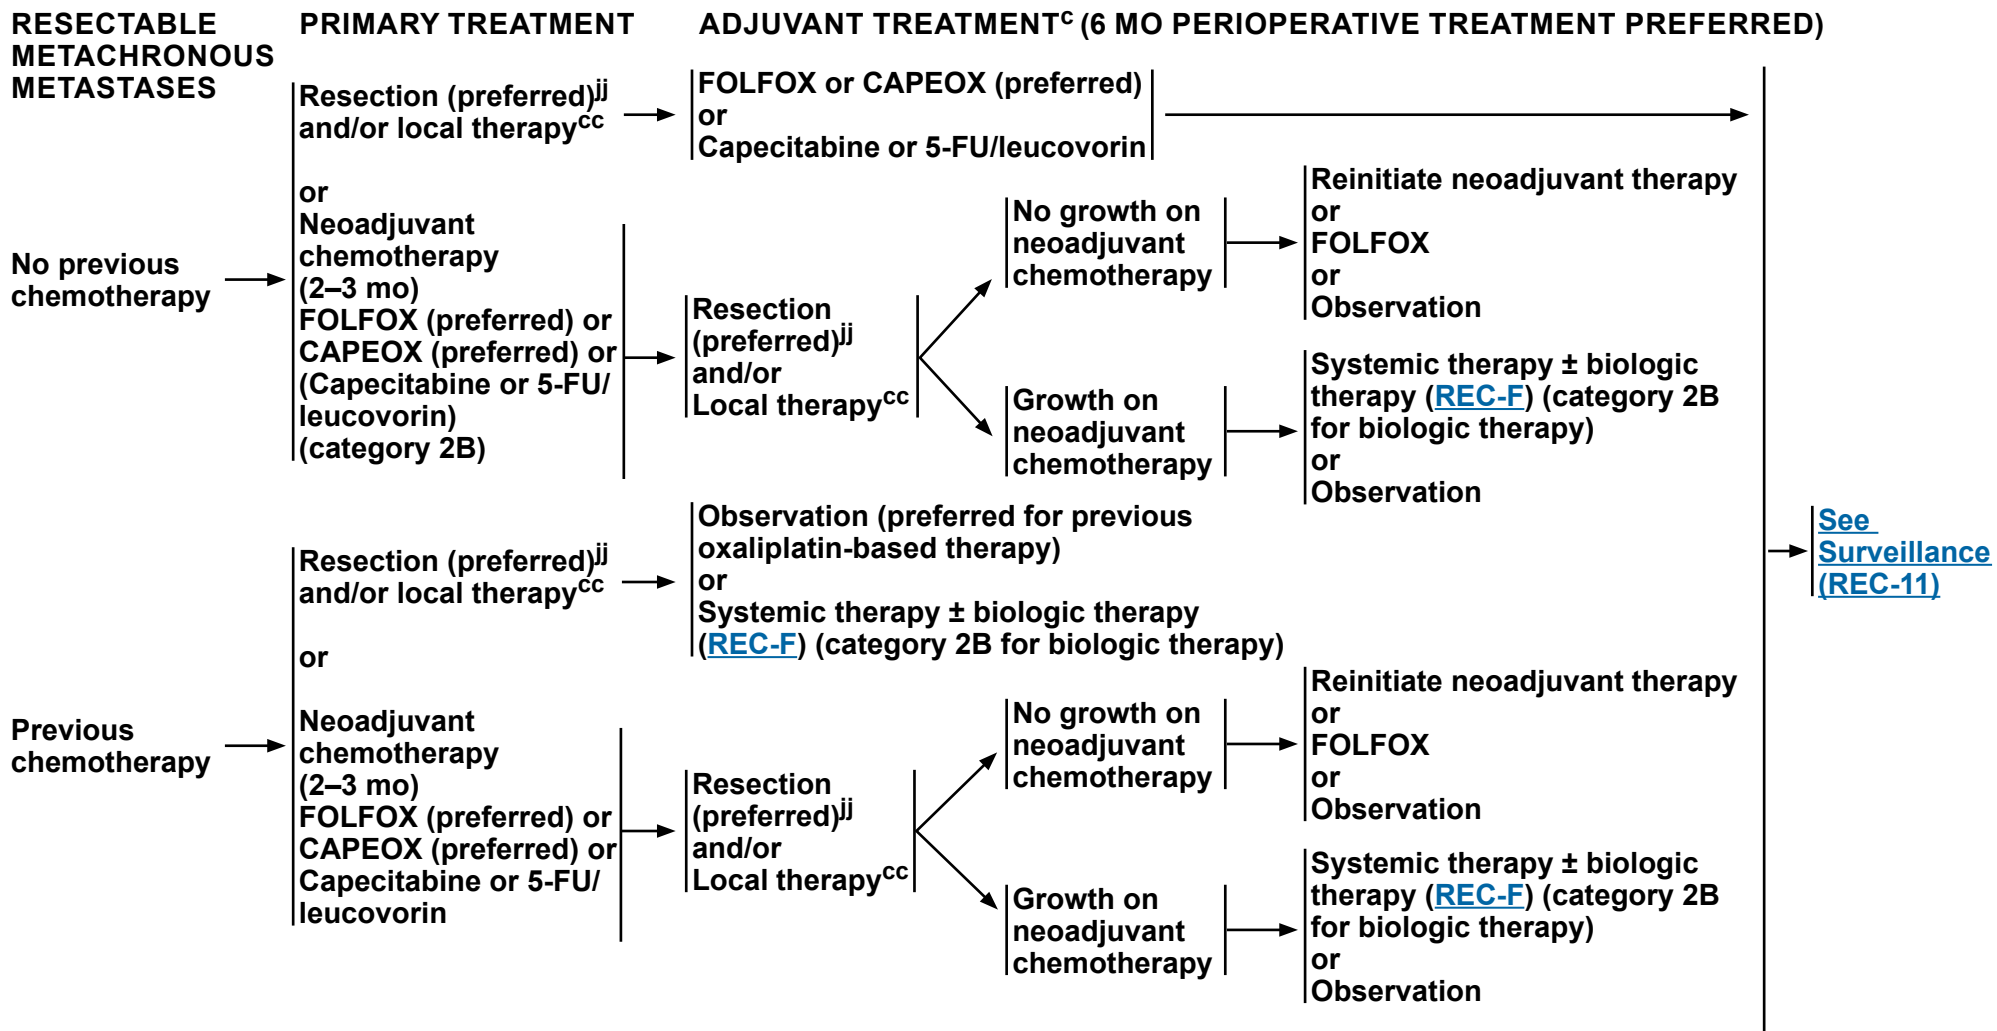 RESECTABLE
METACHRONOUS
METASTASES
PRIMARY TREATMENT
ADJUVANT TREATMENTᶜ (6 MO PERIOPERATIVE TREATMENT PREFERRED)
No previous
chemotherapy
Resection (preferred)ʲʲ
and/or local therapyᶜᶜ
or
Neoadjuvant
chemotherapy
(2–3 mo)
FOLFOX (preferred) or
CAPEOX (preferred) or
(Capecitabine or 5-FU/
leucovorin)
(category 2B)
FOLFOX or CAPEOX (preferred)
or
Capecitabine or 5-FU/leucovorin
Resection
(preferred)ʲʲ
and/or
Local therapyᶜᶜ
No growth on
neoadjuvant
chemotherapy
Reinitiate neoadjuvant therapy
or
FOLFOX
or
Observation
Growth on
neoadjuvant
chemotherapy
Systemic therapy ± biologic
therapy (REC-F) (category 2B
for biologic therapy)
or
Observation
Previous
chemotherapy
Resection (preferred)ʲʲ
and/or local therapyᶜᶜ
or
Neoadjuvant
chemotherapy
(2–3 mo)
FOLFOX (preferred) or
CAPEOX (preferred) or
Capecitabine or 5-FU/
leucovorin
Observation (preferred for previous
oxaliplatin-based therapy)
or
Systemic therapy ± biologic therapy
(REC-F) (category 2B for biologic therapy)
Resection
(preferred)ʲʲ
and/or
Local therapyᶜᶜ
No growth on
neoadjuvant
chemotherapy
Reinitiate neoadjuvant therapy
or
FOLFOX
or
Observation
Growth on
neoadjuvant
chemotherapy
Systemic therapy ± biologic
therapy (REC-F) (category 2B
for biologic therapy)
or
Observation
See
Surveillance
(REC-11)